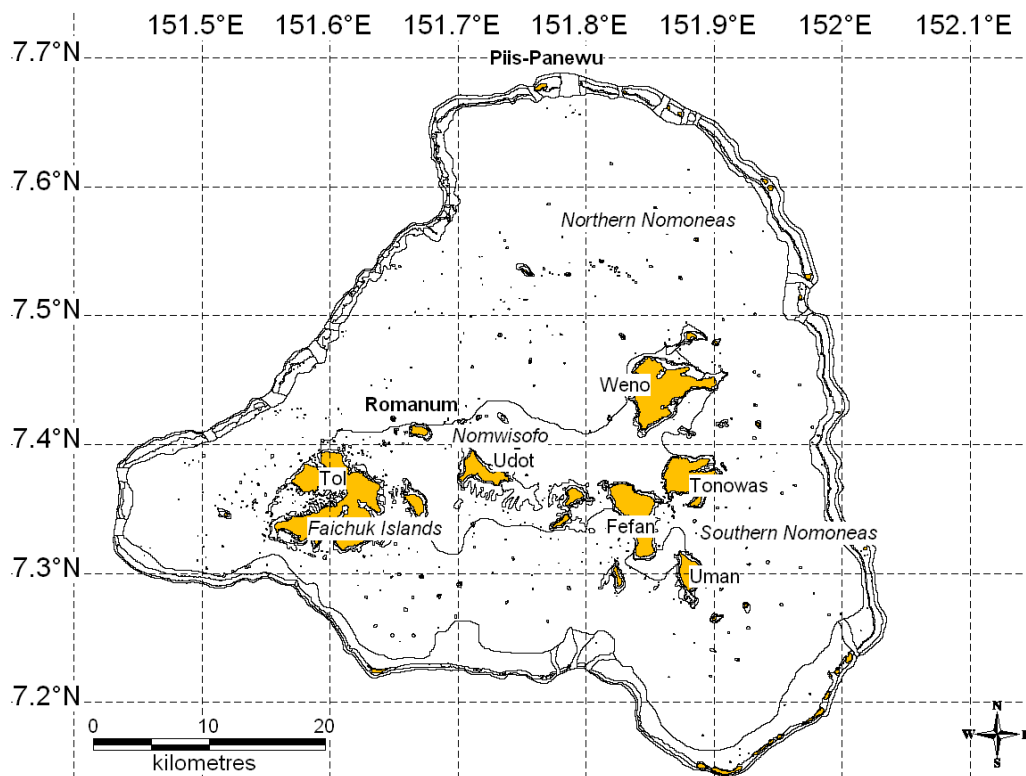 151.5°E 151.6°E 151.7°E 151.8°E 151.9°E 152°E 152.1°E
7.7°N
Piis-Panewu
7.6°N
Northern Nomoneas
7.5°N
Weno
Romanum
7.4°N
Nomwisofo
Udot
Tol
Tonowas
Faichuk Islands
Fefan
Southern Nomoneas
7.3°N
Uman
7.2°N
0 10 20
kilometres
N
W E
S